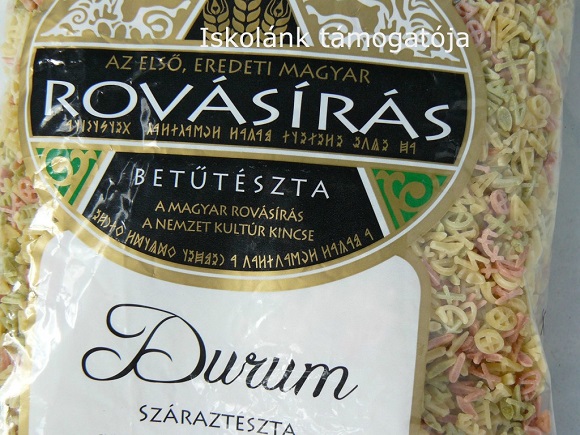 Iskolánk támogatója
AZ ELSŐ, EREDETI MAGYAR
ROVÁSÍRÁS
BETŰTÉSZTA
A MAGYAR ROVÁSÍRÁS
A NEMZET KULTÚR KINCSE
Durum
SZÁRAZTESZTA